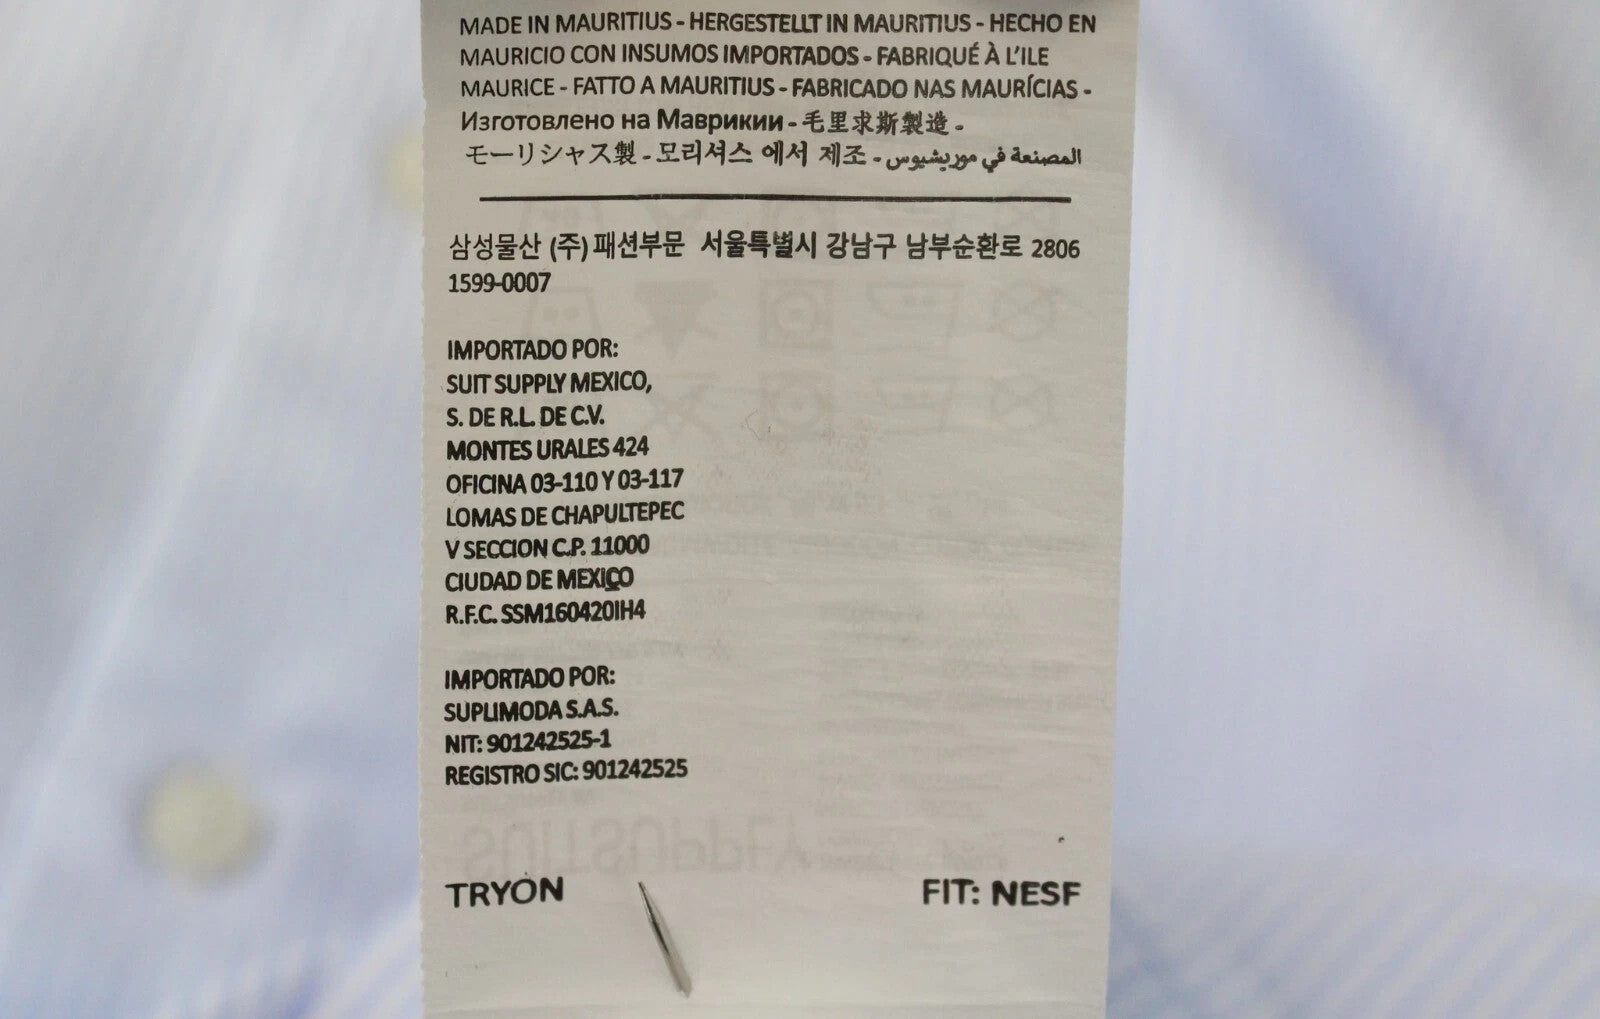 MADE IN MAURITIUS - HERGESTELLT IN MAURITIUS - HECHO EN
MAURICIO CON INSUMOS IMPORTADOS - FABRIQUÉ À L'ILE
MAURICE - FATTO A MAURITIUS - FABRICADO NAS MAURÍCIAS -
Изготовлено на Маврикии - 毛里求斯製造 -
モーリシャス製 - 모리셔스 에서 제조 - المصنعة في موريشيوس
삼성물산 (주) 패션부문 서울특별시 강남구 남부순환로 2806
1599-0007
IMPORTADO POR:
SUIT SUPPLY MEXICO,
S. DE R.L. DE C.V.
MONTES URALES 424
OFICINA 03-110 Y 03-117
LOMAS DE CHAPULTEPEC
V SECCION C.P. 11000
CIUDAD DE MEXICO
R.F.C. SSM160420IH4
IMPORTADO POR:
SUPLIMODA S.A.S.
NIT: 901242525-1
REGISTRO SIC: 901242525
SUITSUPPLY
TRYON FIT: NESF